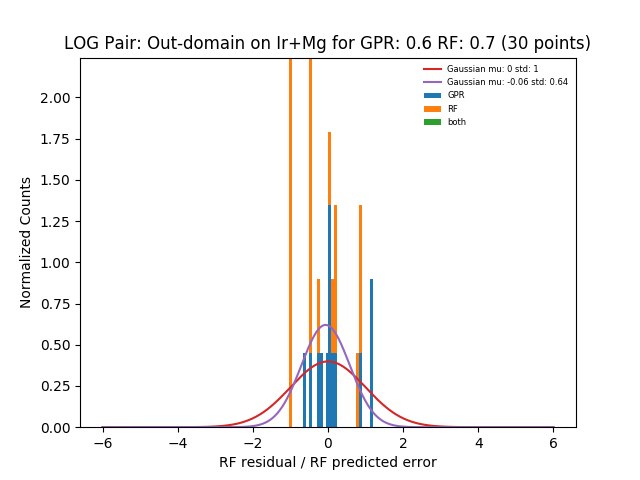 LOG Pair: Out-domain on Ir+Mg for GPR: 0.6 RF: 0.7 (30 points)
Gaussian mu: 0 std: 1
Gaussian mu: -0.06 std: 0.64
GPR
RF
both
Normalized Counts
2.00
1.75
1.50
1.25
1.00
0.75
0.50
0.25
0.00
−6 −4 −2 0 2 4 6
RF residual / RF predicted error